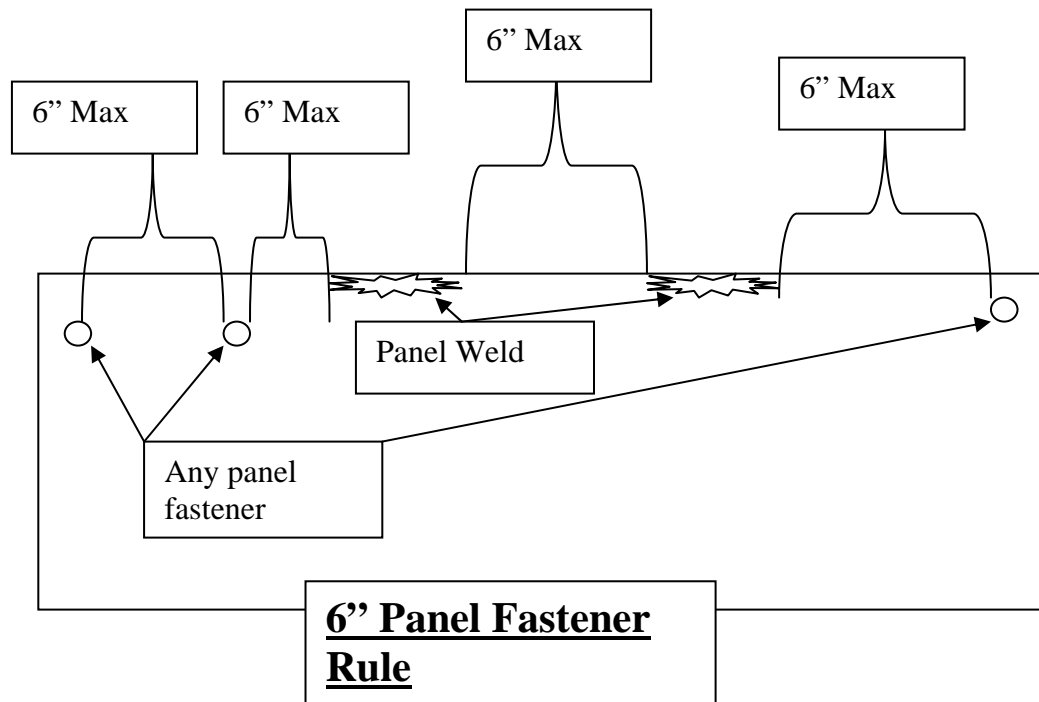 6” Max
6” Max
6” Max
6” Max
Panel Weld
Any panel
fastener
6” Panel Fastener
Rule